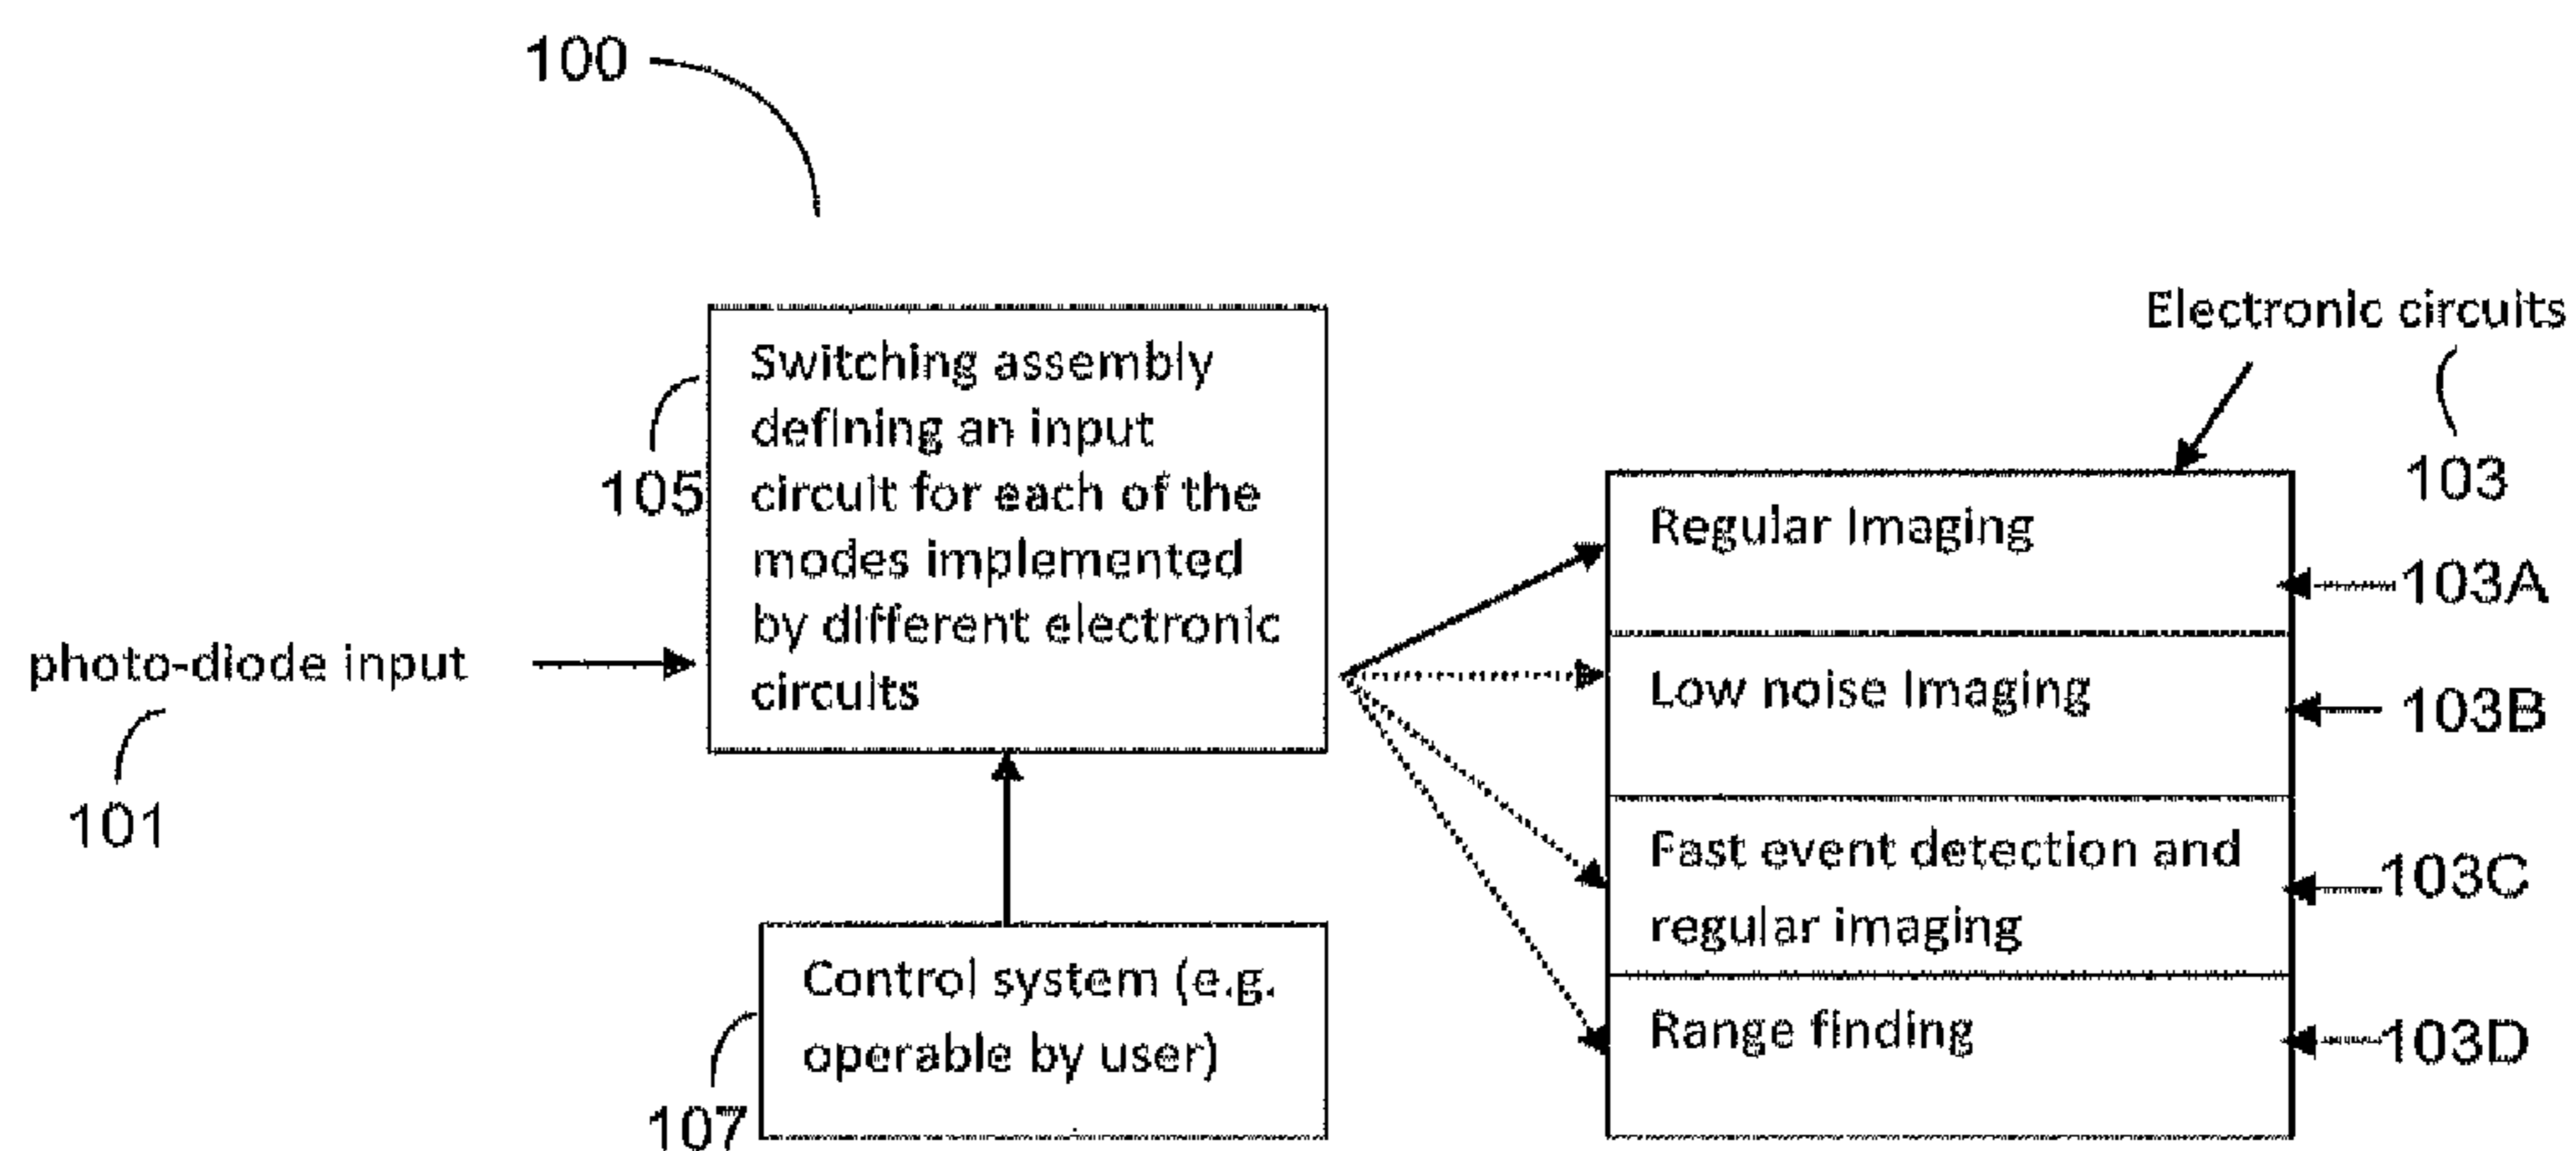 100
Electronic circuits
103
Switching assembly
defining an input
circuit for each of the
modes implemented
by different electronic
circuits
105
photo-diode input
101
Control system (e.g.
operable by user)
107
Regular Imaging
103A
Low noise Imaging
103B
Fast event detection and
regular imaging
103C
Range finding
103D